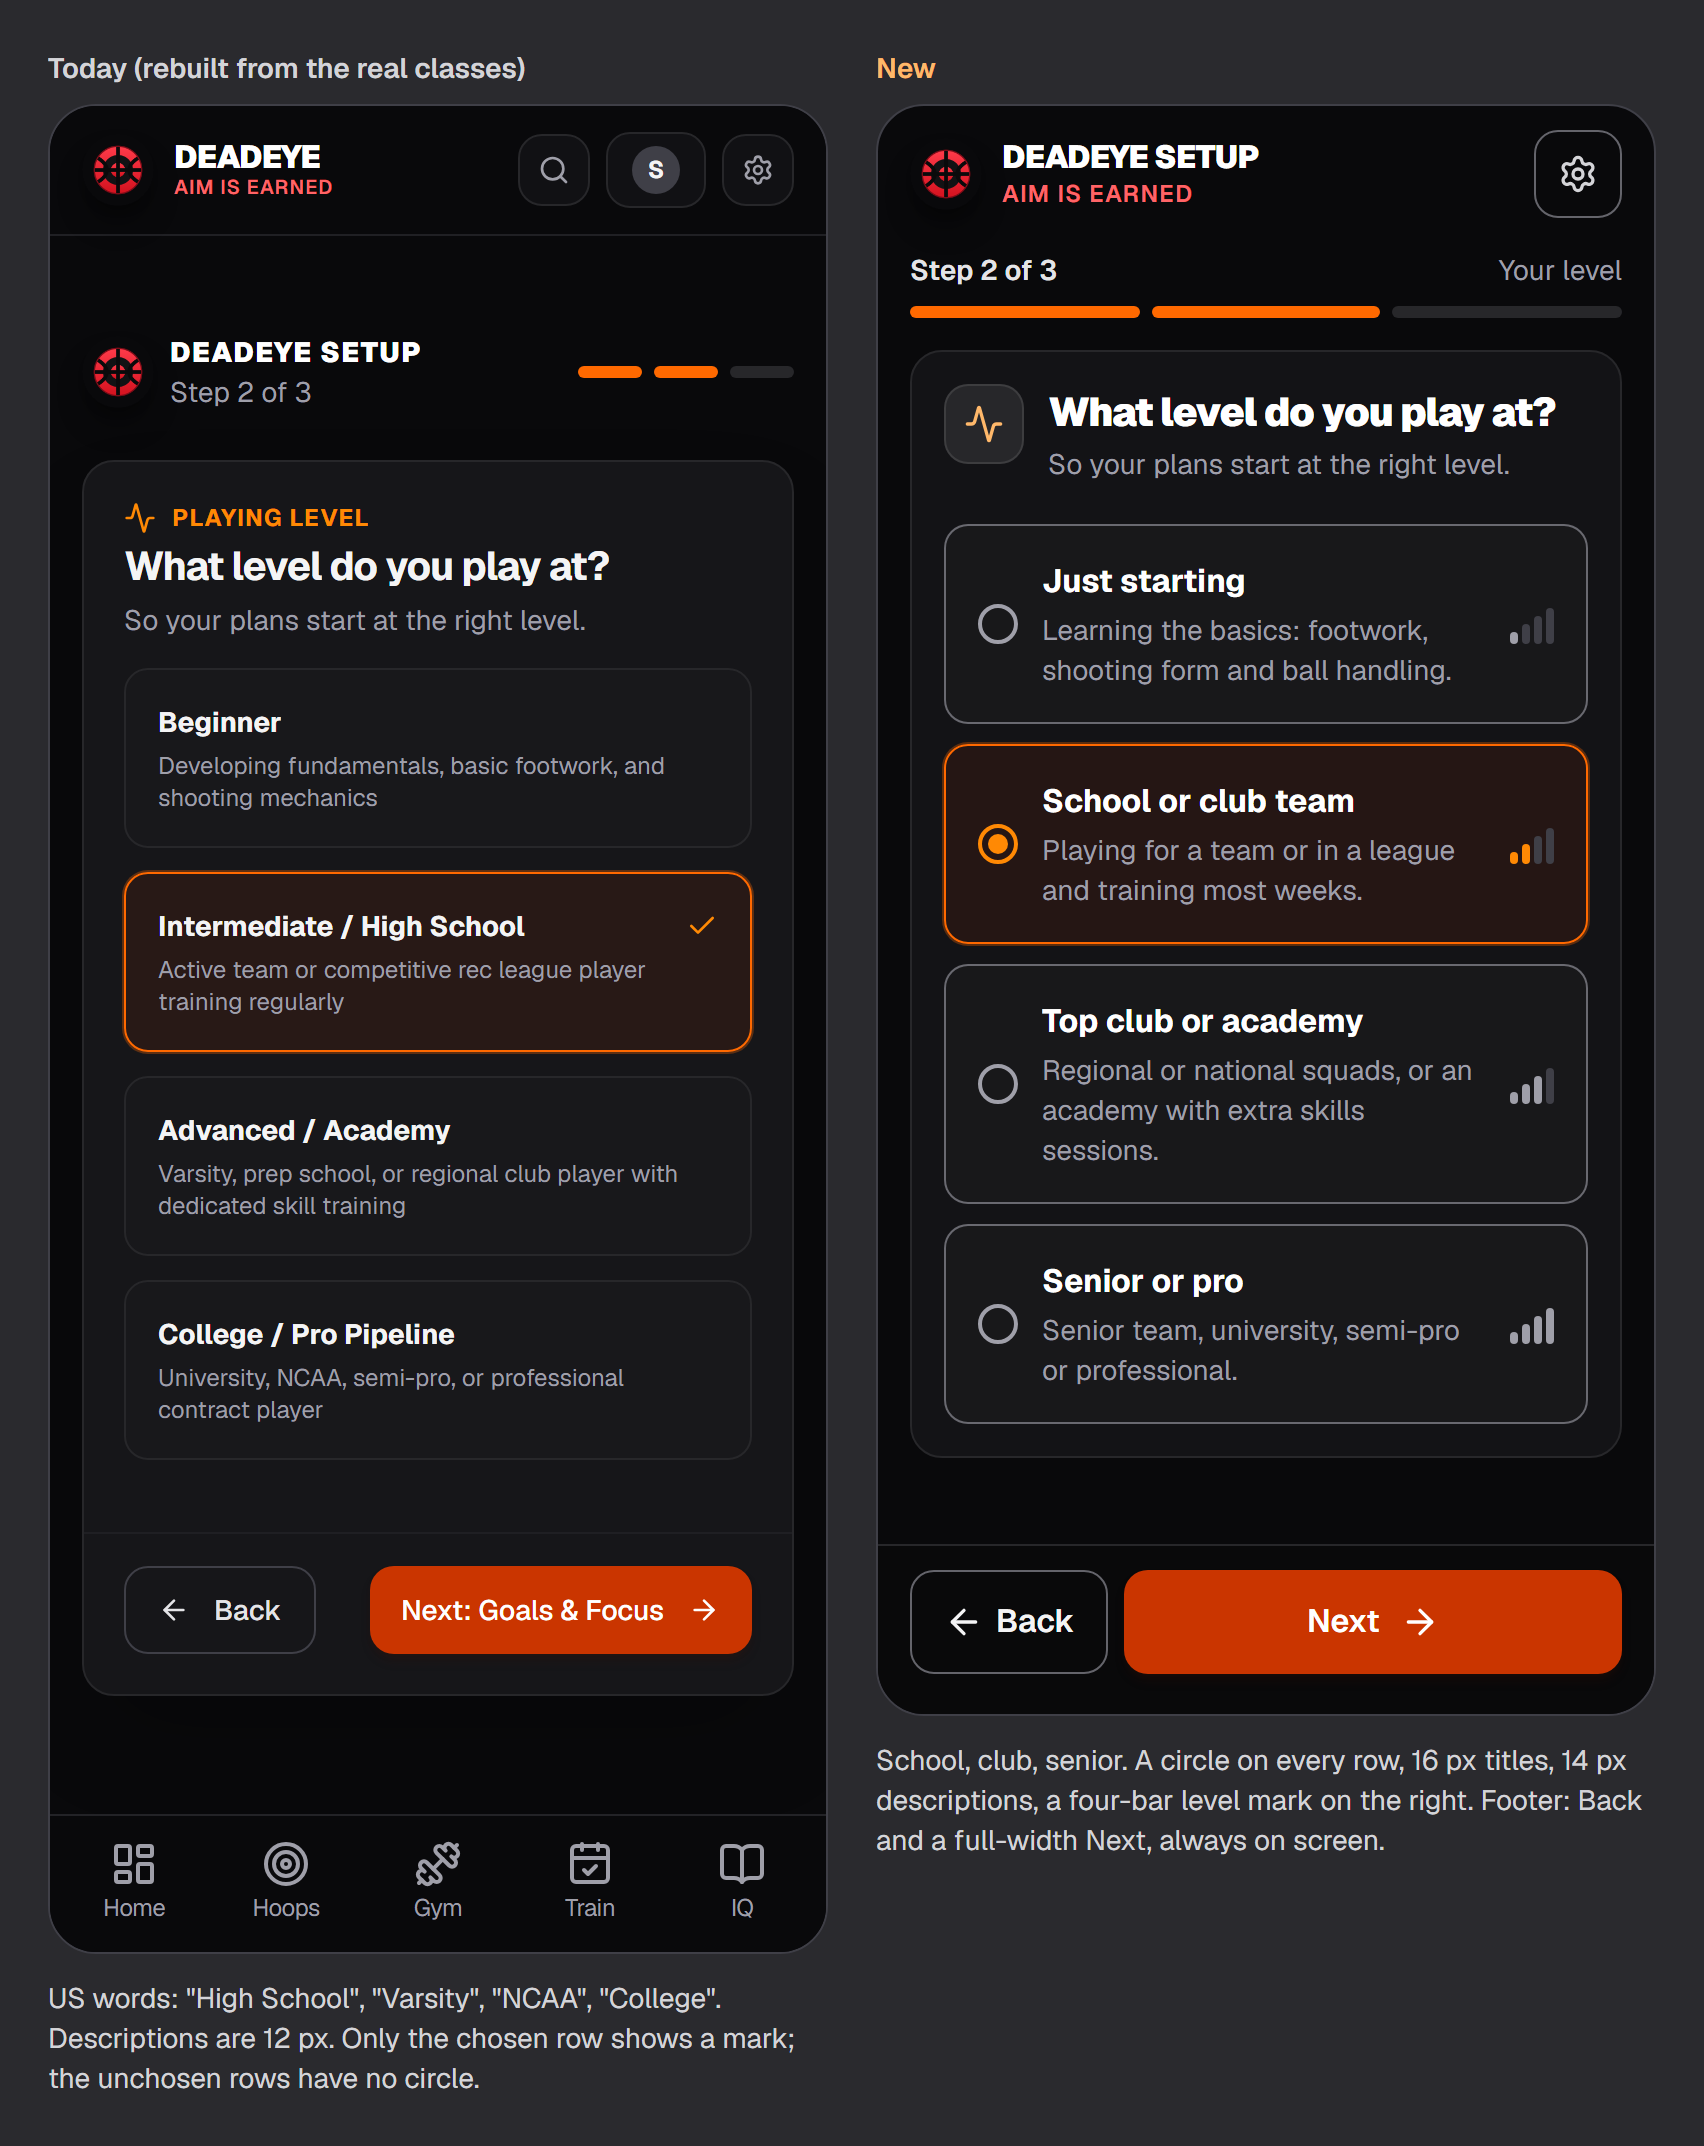 Today (rebuilt from the real classes)
DEADEYE
AIM IS EARNED
S
DEADEYE SETUP
Step 2 of 3
PLAYING LEVEL
What level do you play at?
So your plans start at the right level.
Beginner
Developing fundamentals, basic footwork, and
shooting mechanics
Intermediate / High School
Active team or competitive rec league player
training regularly
Advanced / Academy
Varsity, prep school, or regional club player with
dedicated skill training
College / Pro Pipeline
University, NCAA, semi-pro, or professional
contract player
Back
Next: Goals & Focus
Home
Hoops
Gym
Train
IQ
US words: "High School", "Varsity", "NCAA", "College".
Descriptions are 12 px. Only the chosen row shows a mark;
the unchosen rows have no circle.
New
DEADEYE SETUP
AIM IS EARNED
Step 2 of 3
Your level
What level do you play at?
So your plans start at the right level.
Just starting
Learning the basics: footwork,
shooting form and ball handling.
School or club team
Playing for a team or in a league
and training most weeks.
Top club or academy
Regional or national squads, or an
academy with extra skills
sessions.
Senior or pro
Senior team, university, semi-pro
or professional.
Back
Next
School, club, senior. A circle on every row, 16 px titles, 14 px
descriptions, a four-bar level mark on the right. Footer: Back
and a full-width Next, always on screen.